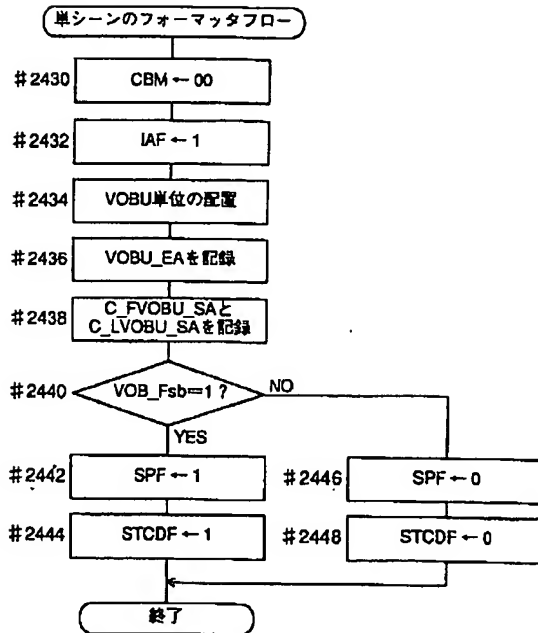 単シーンのフォーマッタフロー
#2430
CBM ← 00
#2432
IAF ← 1
#2434
VOBU単位の配置
#2436
VOBU_EAを記録
#2438
C_FVOBU_SAと
C_LVOBU_SAを記録
#2440
VOB_Fsb=1 ?
NO
YES
#2442
SPF ← 1
#2446
SPF ← 0
#2444
STCDF ← 1
#2448
STCDF ← 0
終了